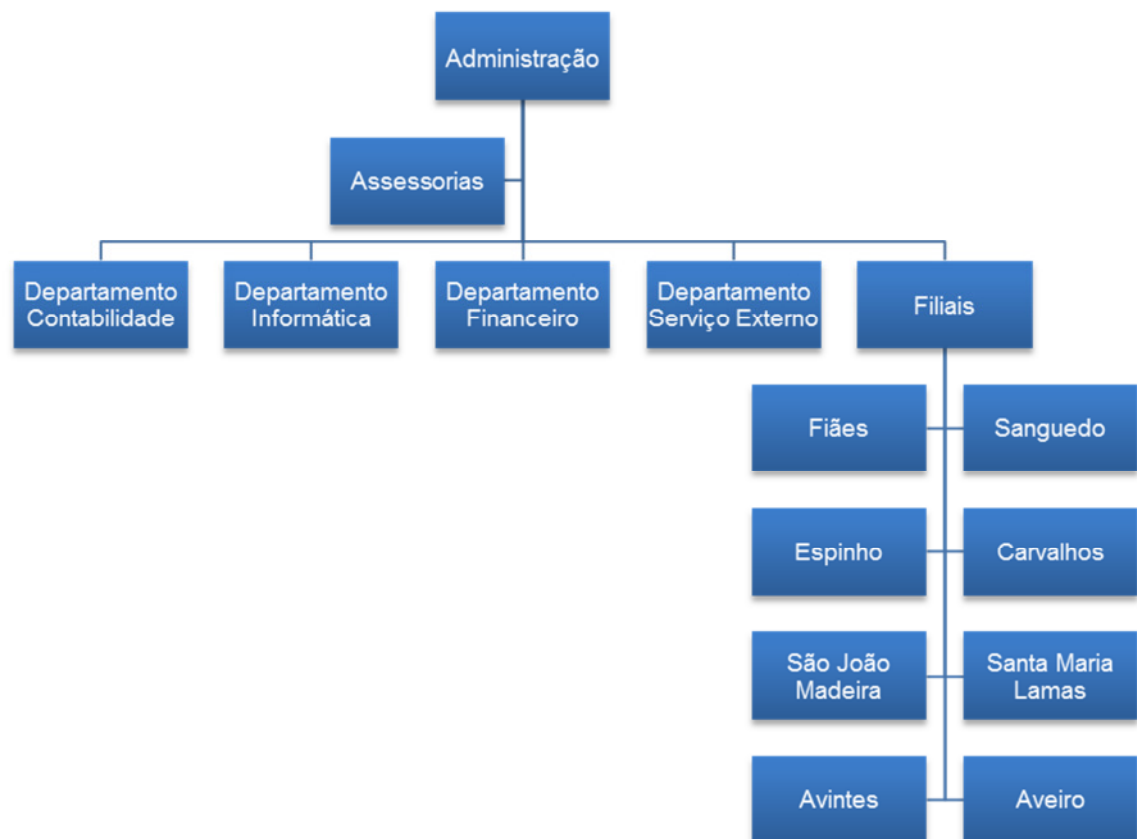 Administração
Assessorias
Departamento
Contabilidade
Departamento
Informática
Departamento
Financeiro
Departamento
Serviço Externo
Filiais
Fiães
Sanguedo
Espinho
Carvalhos
São João
Madeira
Santa Maria
Lamas
Avintes
Aveiro